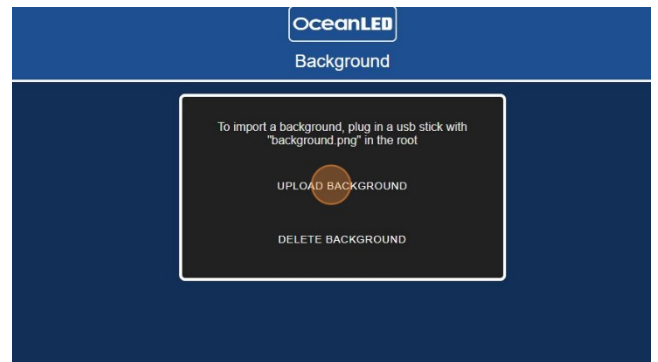 OceanLED
Background
To import a background, plug in a usb stick with
"background.png" in the root
UPLOAD BACKGROUND
DELETE BACKGROUND